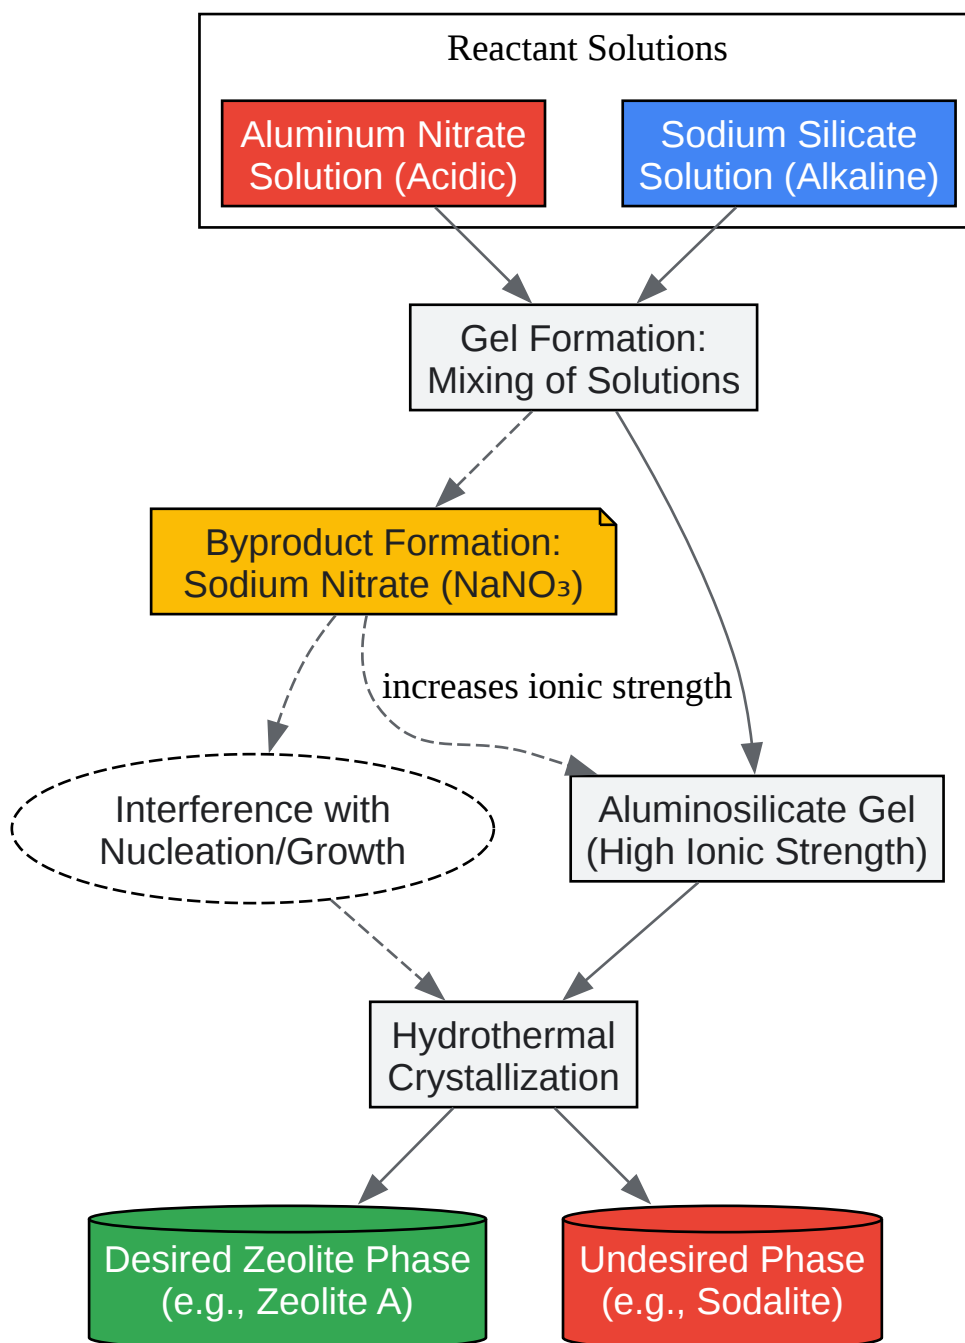 Reactant Solutions
Aluminum Nitrate
Solution (Acidic)
Sodium Silicate
Solution (Alkaline)
Gel Formation:
Mixing of Solutions
Byproduct Formation:
Sodium Nitrate (NaNO₃)
increases ionic strength
Interference with
Nucleation/Growth
Aluminosilicate Gel
(High Ionic Strength)
Hydrothermal
Crystallization
Desired Zeolite Phase
(e.g., Zeolite A)
Undesired Phase
(e.g., Sodalite)